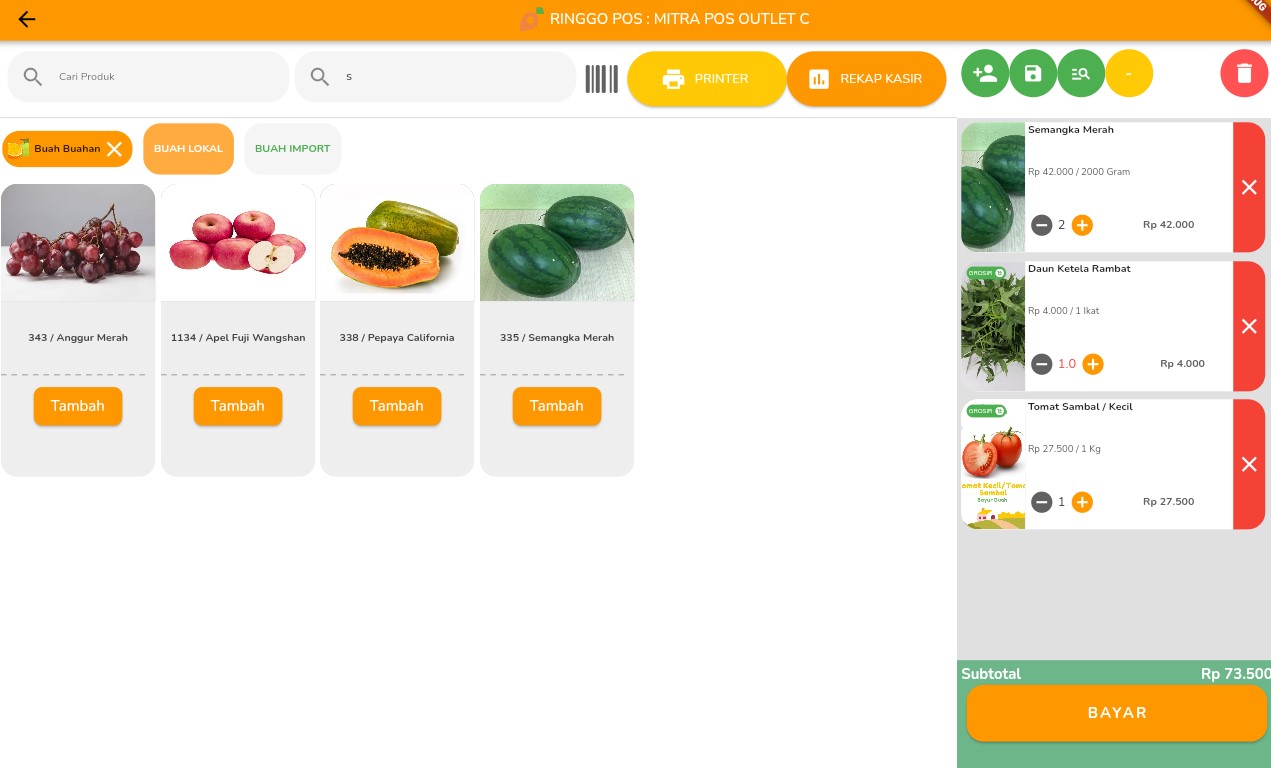 RINGGO POS : MITRA POS OUTLET C
Cari Produk
s
PRINTER
REKAP KASIR
-
Buah Buahan
BUAH LOKAL
BUAH IMPORT
343 / Anggur Merah
Tambah
1134 / Apel Fuji Wangshan
Tambah
338 / Pepaya California
Tambah
335 / Semangka Merah
Tambah
Semangka Merah
Rp 42.000 / 2000 Gram
2
Rp 42.000
GROSIR
Daun Ketela Rambat
Rp 4.000 / 1 Ikat
1.0
Rp 4.000
GROSIR
Tomat Sambal / Kecil
Rp 27.500 / 1 Kg
1
Rp 27.500
Sambal
Subtotal
Rp 73.500
BAYAR